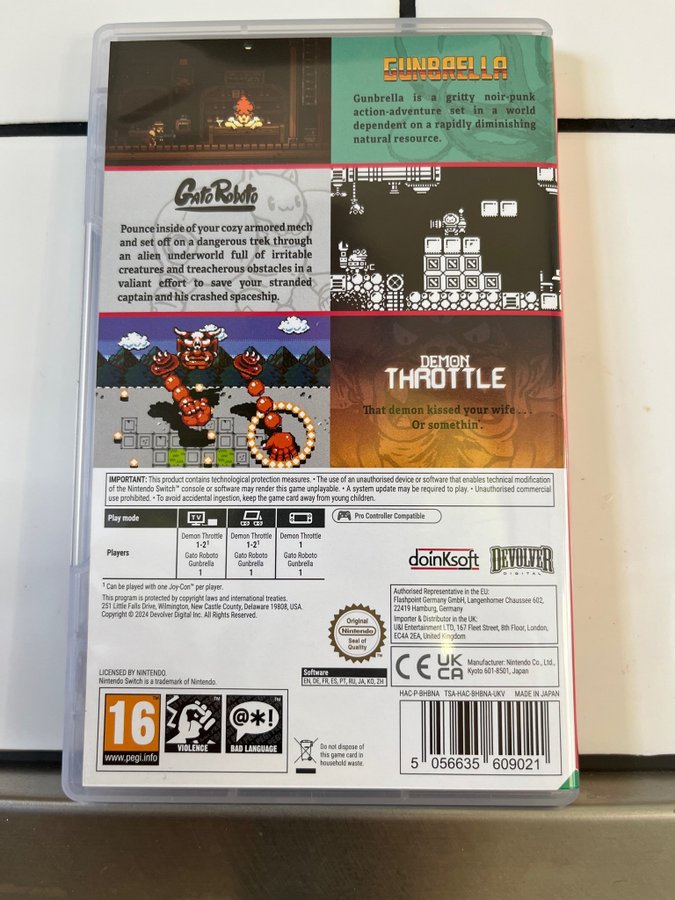 GUNBRELLA
Gunbrella is a gritty noir-punk
action-adventure set in a world
dependent on a rapidly diminishing
natural resource.
Gato Roboto
Pounce inside of your cozy armored mech
and set off on a dangerous trek through
an alien underworld full of irritable
creatures and treacherous obstacles in a
valiant effort to save your stranded
captain and his crashed spaceship.
DEMON
THROTTLE
That demon kissed your wife . . .
Or somethin'.
IMPORTANT: This product contains technological protection measures. • The use of an unauthorised device or software that enables technical modification
of the Nintendo Switch™ console or software may render this game unplayable. • A system update may be required to play. • Unauthorised commercial
use prohibited. • To avoid accidental ingestion, keep the game card away from young children.
Play mode
TV
Pro Controller Compatible
Players
Demon Throttle
1-2¹
Gato Roboto
Gunbrella
1
Demon Throttle
1-2¹
Gato Roboto
Gunbrella
1
Demon Throttle
1
Gato Roboto
Gunbrella
1
¹ Can be played with one Joy-Con™ per player.
This program is protected by copyright laws and international treaties.
251 Little Falls Drive, Wilmington, New Castle County, Delaware 19808, USA.
Copyright © 2024 Devolver Digital Inc. All Rights Reserved.
doinksoft
DEVOLVER
DIGITAL
Authorised Representative in the EU:
Flashpoint Germany GmbH, Langenhorner Chaussee 602,
22419 Hamburg, Germany
Importer & Distributor in the UK:
U&I Entertainment LTD, 167 Fleet Street, 8th Floor, London,
EC4A 2EA, United Kingdom
Original
Nintendo
Seal of
Quality
™
CE
UK
CA
Manufacturer: Nintendo Co., Ltd.,
Kyoto 601-8501, Japan
LICENSED BY NINTENDO.
Nintendo Switch is a trademark of Nintendo.
Software
EN, DE, FR, ES, PT, RU, JA, KO, ZH
HAC-P-BHBNA TSA-HAC-BHBNA-UKV MADE IN JAPAN
16
www.pegi.info
VIOLENCE
@*!
BAD LANGUAGE
Do not dispose of
this game card in
household waste.
5 056635 609021